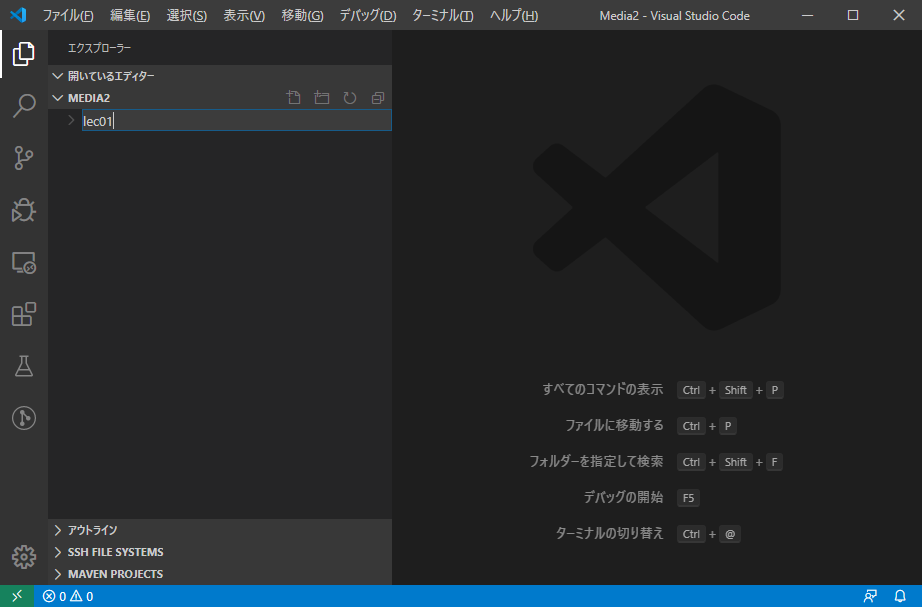 ファイル(F) 編集(E) 選択(S) 表示(V) 移動(G) デバッグ(D) ターミナル(T) ヘルプ(H) Media2 - Visual Studio Code
エクスプローラー
開いているエディター
MEDIA2
lec01
すべてのコマンドの表示 Ctrl + Shift + P
ファイルに移動する Ctrl + P
フォルダーを指定して検索 Ctrl + Shift + F
デバッグの開始 F5
ターミナルの切り替え Ctrl + @
アウトライン
SSH FILE SYSTEMS
MAVEN PROJECTS
0 0